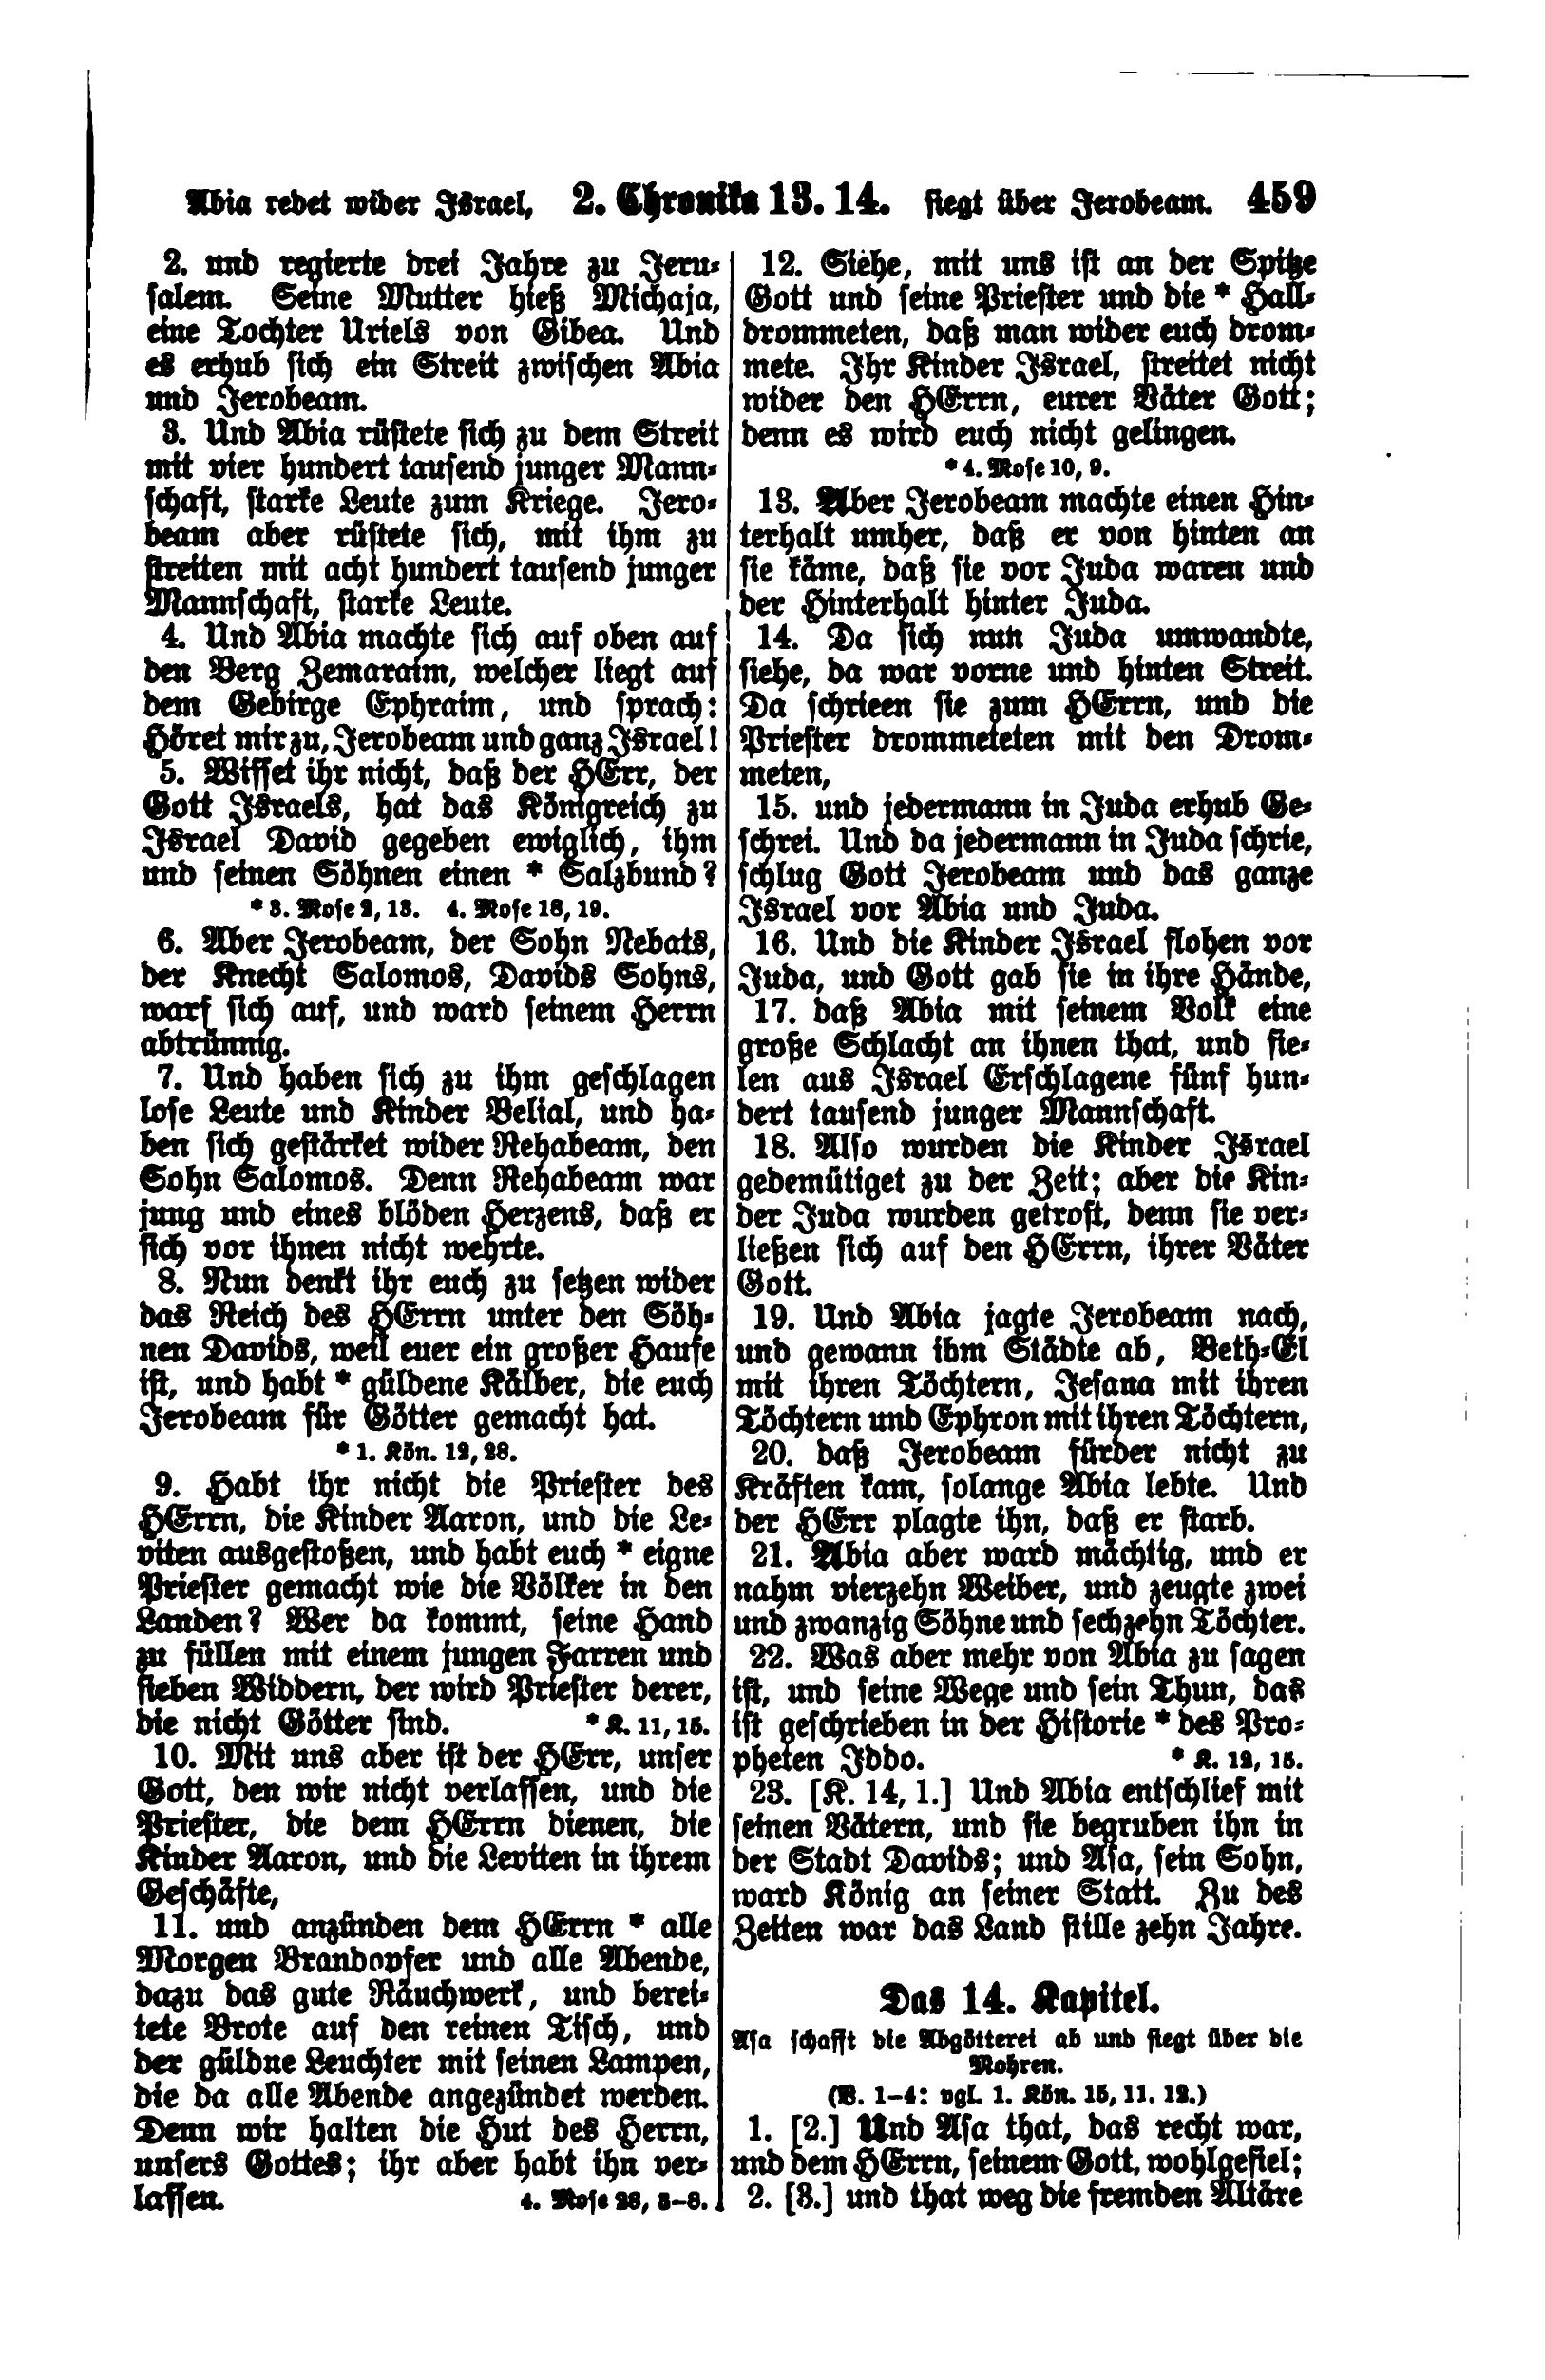 Abia redet wider Israel, 2. Chronika 13. 14. siegt über Jerobeam. 459
2. und regierte drei Jahre zu Jeru-
salem. Seine Mutter hieß Michaja,
eine Tochter Uriels von Gibea. Und
es erhub sich ein Streit zwischen Abia
und Jerobeam.
3. Und Abia rüstete sich zu dem Streit
mit vier hundert tausend junger Mann-
schaft, starke Leute zum Kriege. Jero-
beam aber rüstete sich, mit ihm zu
streiten mit acht hundert tausend junger
Mannschaft, starke Leute.
4. Und Abia machte sich auf oben auf
den Berg Zemaraim, welcher liegt auf
dem Gebirge Ephraim, und sprach:
Höret mir zu, Jerobeam und ganz Israel!
5. Wisset ihr nicht, daß der HErr, der
Gott Israels, hat das Königreich zu
Israel David gegeben ewiglich, ihm
und seinen Söhnen einen * Salzbund?
* 3. Mose 2, 13. 4. Mose 18, 19.
6. Aber Jerobeam, der Sohn Nebats,
der Knecht Salomos, Davids Sohns,
warf sich auf, und ward seinem Herrn
abtrünnig.
7. Und haben sich zu ihm geschlagen
lose Leute und Kinder Belial, und ha-
ben sich gestärket wider Rehabeam, den
Sohn Salomos. Denn Rehabeam war
jung und eines blöden Herzens, daß er
sich vor ihnen nicht wehrte.
8. Nun denkt ihr euch zu setzen wider
das Reich des HErrn unter den Söh-
nen Davids, weil euer ein großer Haufe
ist, und habt * güldene Kälber, die euch
Jerobeam für Götter gemacht hat.
* 1. Kön. 12, 28.
9. Habt ihr nicht die Priester des
HErrn, die Kinder Aaron, und die Le-
viten ausgestoßen, und habt euch * eigne
Priester gemacht wie die Völker in den
Landen? Wer da kommt, seine Hand
zu füllen mit einem jungen Farren und
sieben Widdern, der wird Priester derer,
die nicht Götter sind. * K. 11, 15.
10. Mit uns aber ist der HErr, unser
Gott, den wir nicht verlassen, und die
Priester, die dem HErrn dienen, die
Kinder Aaron, und die Leviten in ihrem
Geschäfte,
11. und anzünden dem HErrn * alle
Morgen Brandopfer und alle Abende,
dazu das gute Räuchwerk, und berei-
tete Brote auf den reinen Tisch, und
der güldne Leuchter mit seinen Lampen,
die da alle Abende angezündet werden.
Denn wir halten die Hut des Herrn,
unsers Gottes; ihr aber habt ihn ver-
lassen. 4. Mose 28, 3–8.
12. Siehe, mit uns ist an der Spitze
Gott und seine Priester und die * Hall-
drommeten, daß man wider euch drom-
mete. Ihr Kinder Israel, streitet nicht
wider den HErrn, eurer Väter Gott;
denn es wird euch nicht gelingen.
* 4. Mose 10, 9.
13. Aber Jerobeam machte einen Hin-
terhalt umher, daß er von hinten an
sie käme, daß sie vor Juda waren und
der Hinterhalt hinter Juda.
14. Da sich nun Juda umwandte,
siehe, da war vorne und hinten Streit.
Da schrieen sie zum HErrn, und die
Priester drommeteten mit den Drom-
meten,
15. und jedermann in Juda erhub Ge-
schrei. Und da jedermann in Juda schrie,
schlug Gott Jerobeam und das ganze
Israel vor Abia und Juda.
16. Und die Kinder Israel flohen vor
Juda, und Gott gab sie in ihre Hände,
17. daß Abia mit seinem Volk eine
große Schlacht an ihnen that, und fie-
len aus Israel Erschlagene fünf hun-
dert tausend junger Mannschaft.
18. Also wurden die Kinder Israel
gedemütiget zu der Zeit; aber die Kin-
der Juda wurden getrost, denn sie ver-
ließen sich auf den HErrn, ihrer Väter
Gott.
19. Und Abia jagte Jerobeam nach,
und gewann ihm Städte ab, Beth-El
mit ihren Töchtern, Jesana mit ihren
Töchtern und Ephron mit ihren Töchtern,
20. daß Jerobeam fürder nicht zu
Kräften kam, solange Abia lebte. Und
der HErr plagte ihn, daß er starb.
21. Abia aber ward mächtig, und er
nahm vierzehn Weiber, und zeugte zwei
und zwanzig Söhne und sechzehn Töchter.
22. Was aber mehr von Abia zu sagen
ist, und seine Wege und sein Thun, das
ist geschrieben in der Historie * des Pro-
pheten Iddo. * K. 12, 15.
23. [K. 14, 1.] Und Abia entschlief mit
seinen Vätern, und sie begruben ihn in
der Stadt Davids; und Asa, sein Sohn,
ward König an seiner Statt. Zu des
Zeiten war das Land stille zehn Jahre.
Das 14. Kapitel.
Asa schafft die Abgötterei ab und siegt über die
Mohren.
(V. 1–4: vgl. 1. Kön. 15, 11. 12.)
1. [2.] Und Asa that, das recht war,
und dem HErrn, seinem Gott, wohlgefiel;
2. [3.] und that weg die fremden Altäre